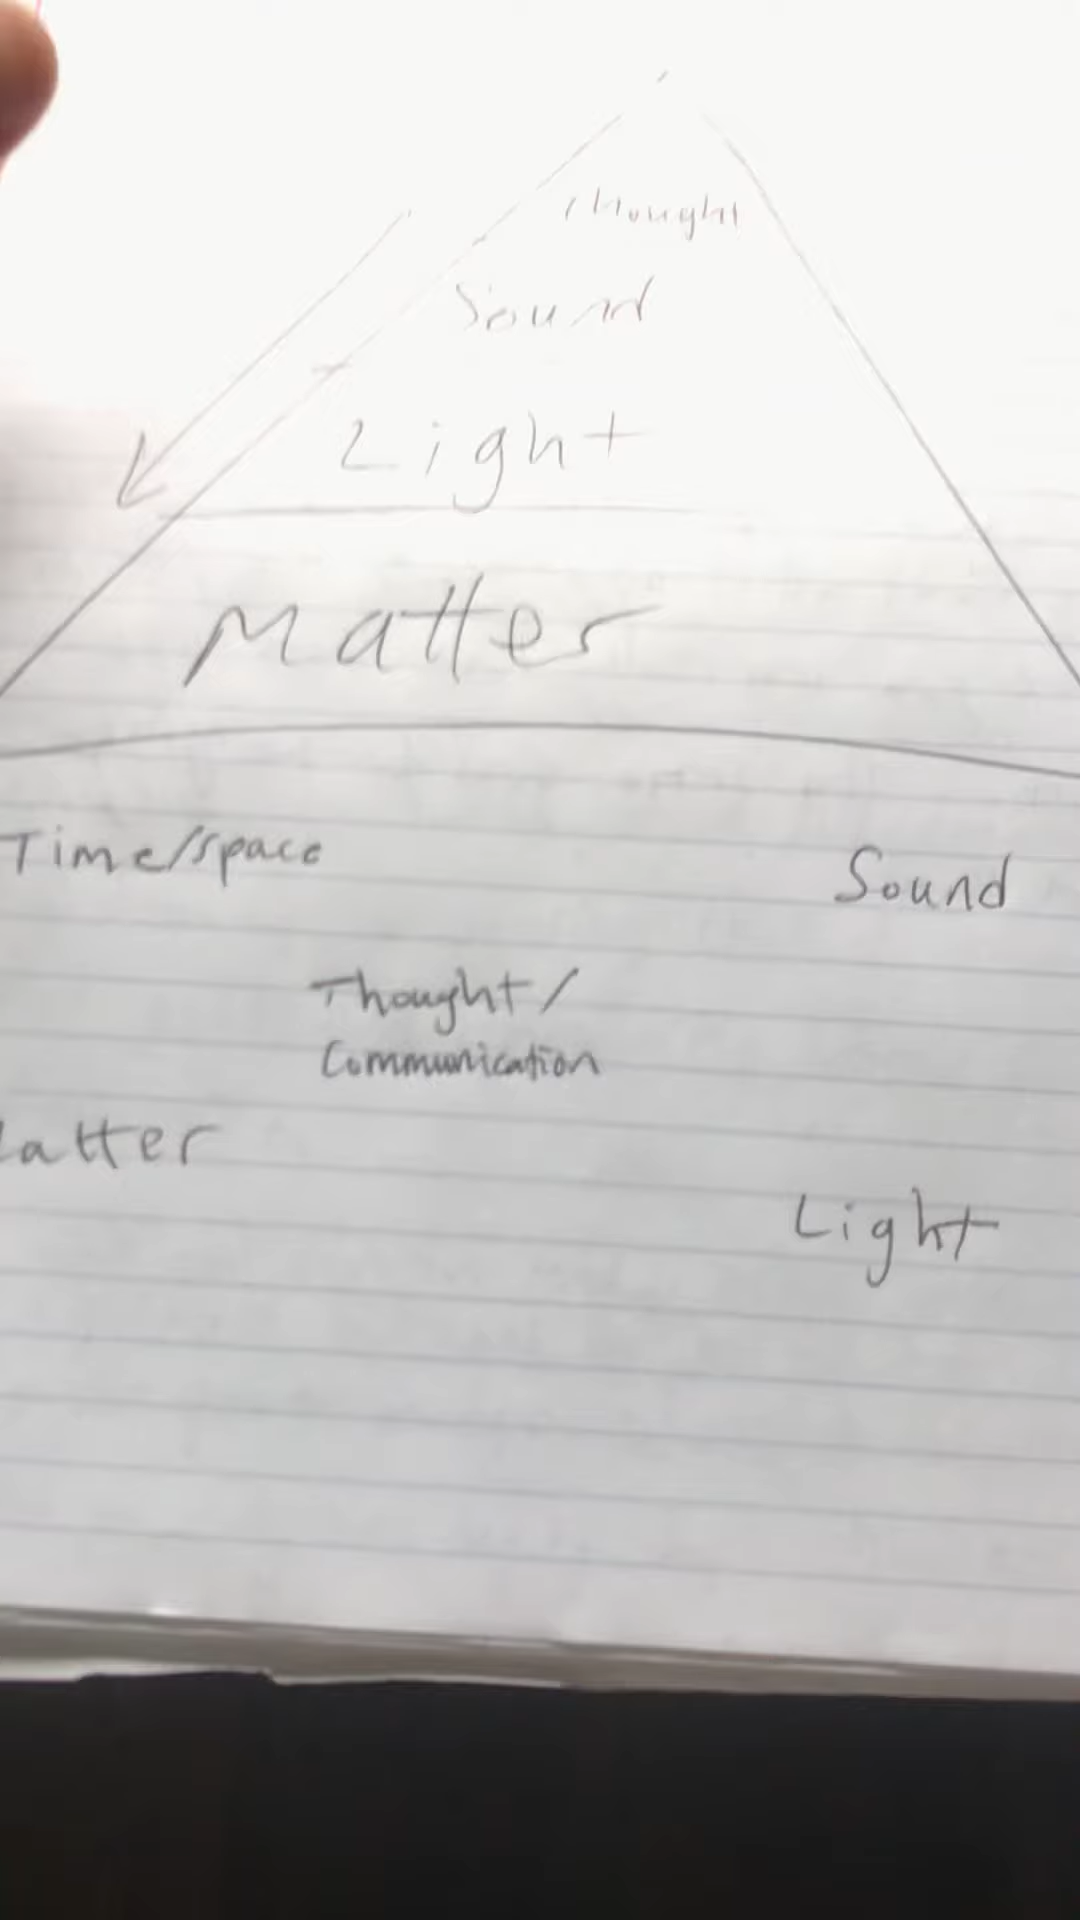 Thought
Sound
Light
Matter
Time/space
Sound
Thought/
Communication
atter
Light